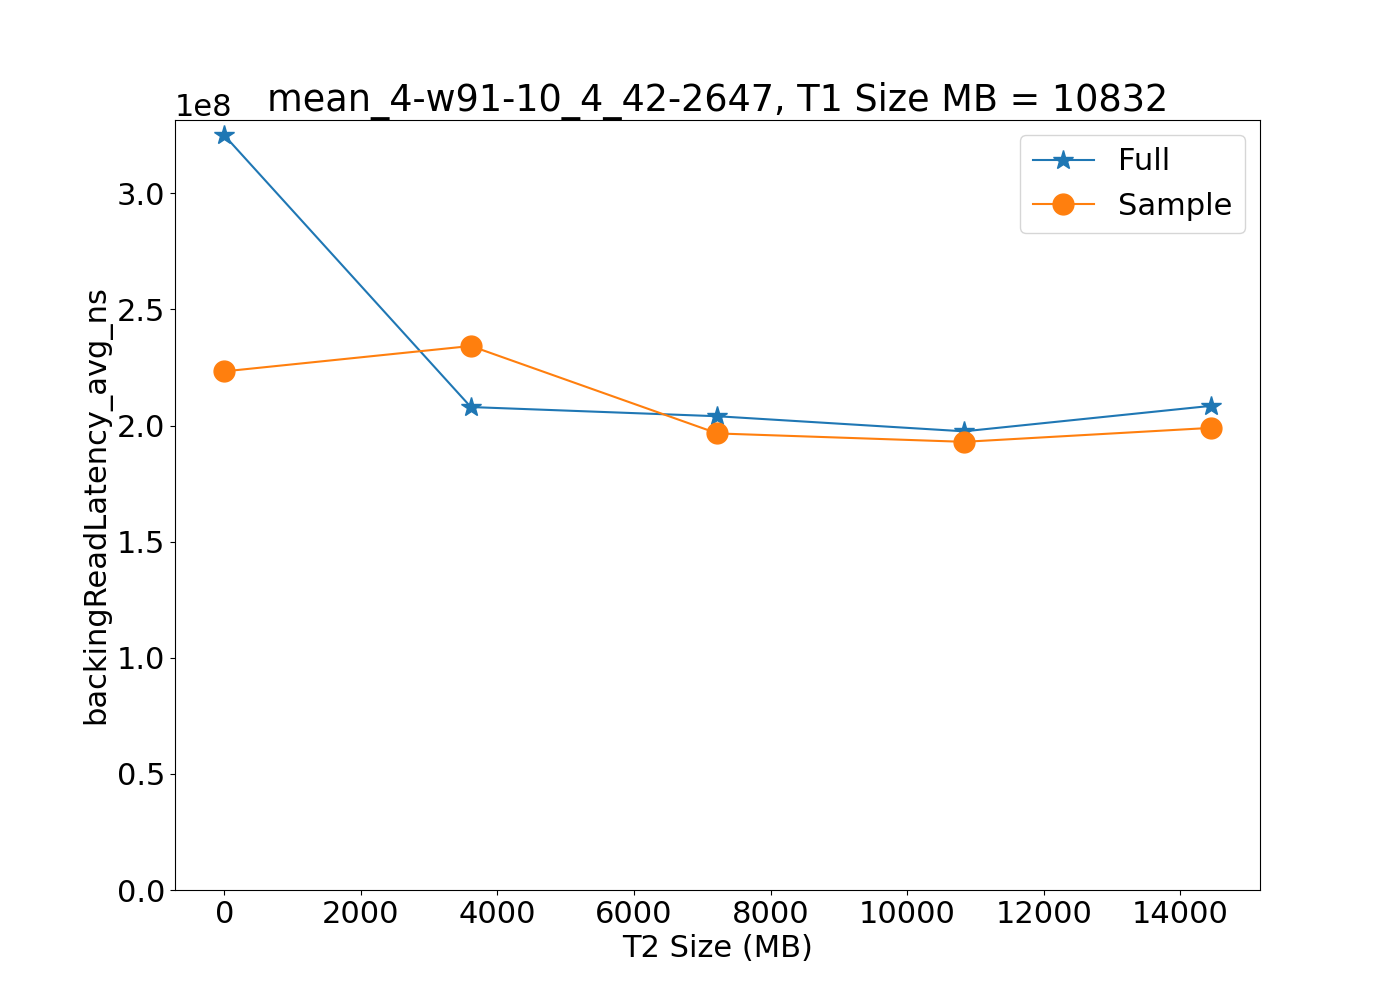 1e8
mean_4-w91-10_4_42-2647, T1 Size MB = 10832
Full
Sample
backingReadLatency_avg_ns
3.0
2.5
2.0
1.5
1.0
0.5
0.0
0 2000 4000 6000 8000 10000 12000 14000
T2 Size (MB)